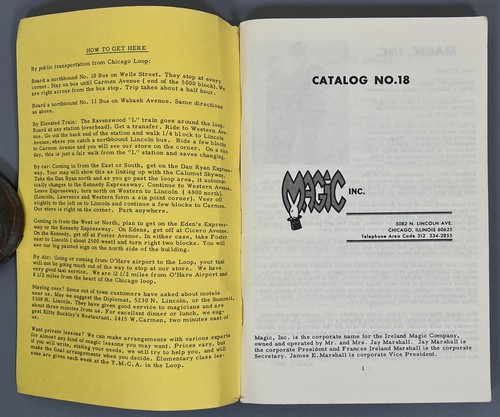 HOW TO GET HERE
By public transportation from Chicago Loop:
Board a northbound No. 10 Bus on Wells Street. They stop at every
corner. Stay on bus until Carmen Avenue ( end of the 5000 block). We
are right across from the bus stop. Trip takes about a half hour.
Board a northbound No. 11 Bus on Wabash Avenue. Same directions
as above.
By Elevated Train: The Ravenswood "L" train goes around the loop.
Board at any station (overhead). Get a transfer. Ride to Western Ave-
nue. Go out the back end of the station and walk 1/4 block to Lincoln
Avenue, where you catch a northbound Lincoln bus. Ride a few blocks
to Carmen Avenue and you will see our store on the corner. On a nice
day, this is just a fair walk from the "L" station and saves changing.
By car: Coming from the East or South, get on the Dan Ryan Express-
way. Your map will show this as linking up with the Calumet Skyway.
Take the Dan Ryan north and as you go past the loop area, it automat-
ically changes to the Kennedy Expressway. Continue to Western Avenue.
Leave Expressway, turn north on Western to Lincoln ( 4800 north).
(Lincoln, Lawrence and Western form a six point corner). Veer off
slightly to the left on to Lincoln and continue a few blocks to Carmen.
Our store is right on the corner. Park anywhere.
Coming in from the West or North, plan to get on the Eden's Express-
way or the Kennedy Expressway. On Edens, get off at Cicero Avenue.
On the Kennedy, get off at Foster Avenue. In either case, take Foster
east to Lincoln ( about 2500 west) and turn right two blocks. You will
see our big painted sign on the north side of the building.
By Air: Going or coming from O'Hare airport to the Loop, your taxi
will not be going much out of the way to stop at our store. We have
very good taxi service. We are 12 1/2 miles from O'Hare Airport and
8 1/2 miles from the heart of the Chicago loop.
Staying over? Some out of town customers have asked about motels
near us. May we suggest the Diplomat, 5230 N. Lincoln, or the Summit,
5308 N. Lincoln. They have given good service to magicians and are
about three minutes from us. For excellent dinner or lunch, we sug-
gest Kitty Buckley's Restaurant, 2415 W. Carmen, two minutes east of
us.
Want private lessons? We can make arrangements with various experts
for almost any kind of magic lessons you may want. Prices vary, but
if you will write, stating your needs, we will try to help you, and will
make the final arrangements when you decide. Elementary class les-
sons are given each week at the Y.M.C.A. in the Loop.
CATALOG NO.18
MAGIC INC.
5082 N. LINCOLN AVE.
CHICAGO, ILLINOIS 60625
Telephone Area Code 312 334-2855
Magic, Inc. is the corporate name for the Ireland Magic Company,
owned and operated by Mr. and Mrs. Jay Marshall. Jay Marshall is
the corporate President and Frances Ireland Marshall is the corporate
Secretary. James E. Marshall is corporate Vice President.
1